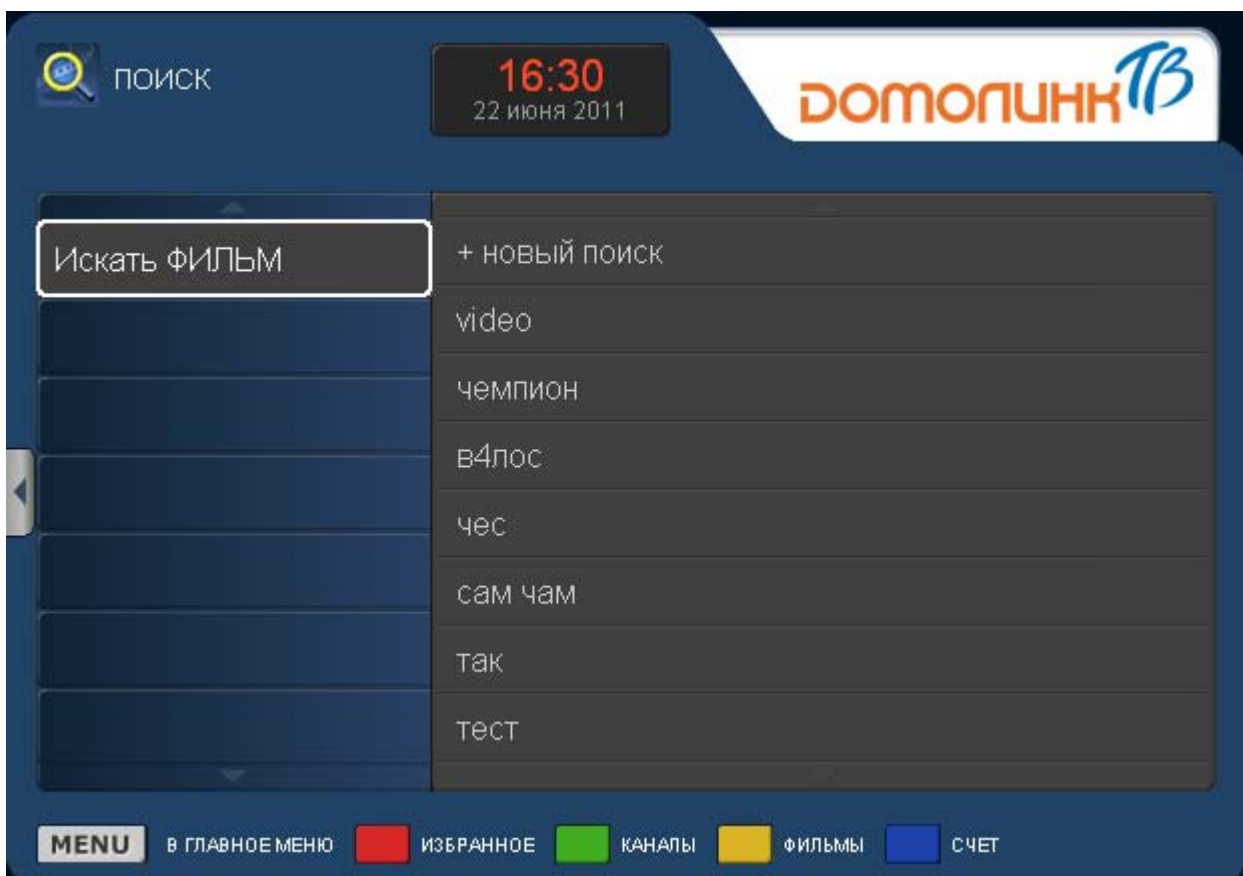 ПОИСК
16:30
22 июня 2011
DOMОЛИНК ТВ
Искать ФИЛЬМ
+ новый поиск
video
чемпион
в4лос
чес
сам чам
так
тест
MENU В ГЛАВНОЕ МЕНЮ ИЗБРАННОЕ КАНАЛЫ ФИЛЬМЫ СЧЕТ